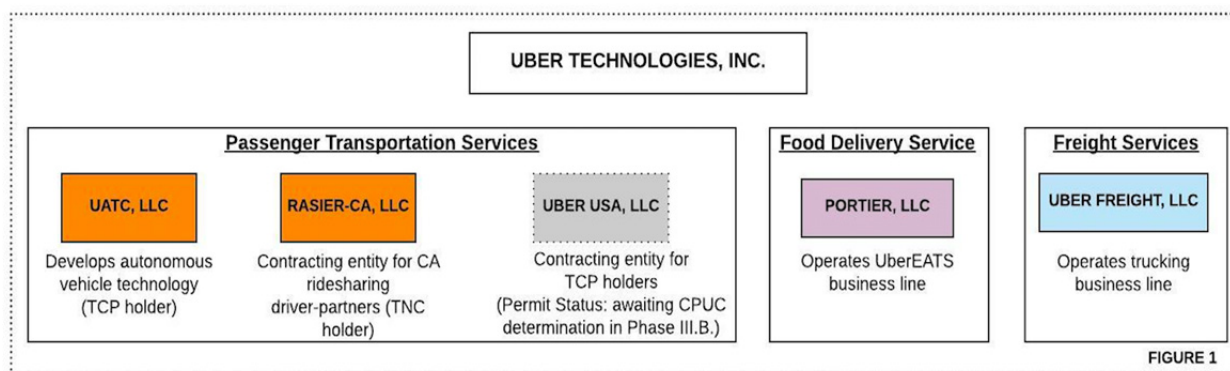 UBER TECHNOLOGIES, INC.
Passenger Transportation Services
UATC, LLC
Develops autonomous
vehicle technology
(TCP holder)
RASIER-CA, LLC
Contracting entity for CA
ridesharing
driver-partners (TNC
holder)
UBER USA, LLC
Contracting entity for
TCP holders
(Permit Status: awaiting CPUC
determination in Phase III.B.)
Food Delivery Service
PORTIER, LLC
Operates UberEATS
business line
Freight Services
UBER FREIGHT, LLC
Operates trucking
business line
FIGURE 1